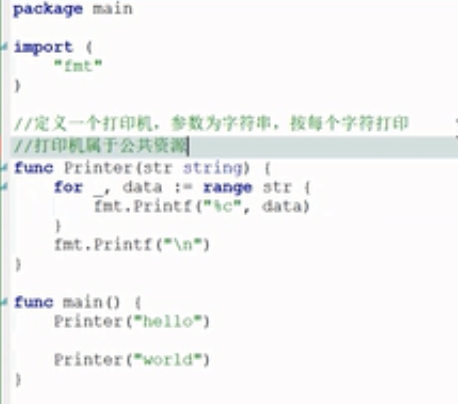 package main
import (
"fmt"
)
//定义一个打印机，参数为字符串，按每个字符打印
//打印机属于公共资源
func Printer(str string) {
for _, data := range str {
fmt.Printf("%c", data)
}
fmt.Printf("\n")
}
func main() {
Printer("hello")
Printer("world")
}